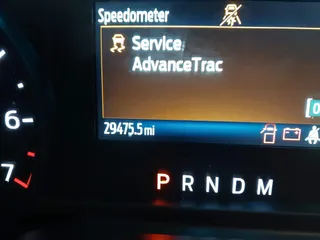 Speedometer
Service
AdvanceTrac
6
29475.5 mi
7
P R N D M